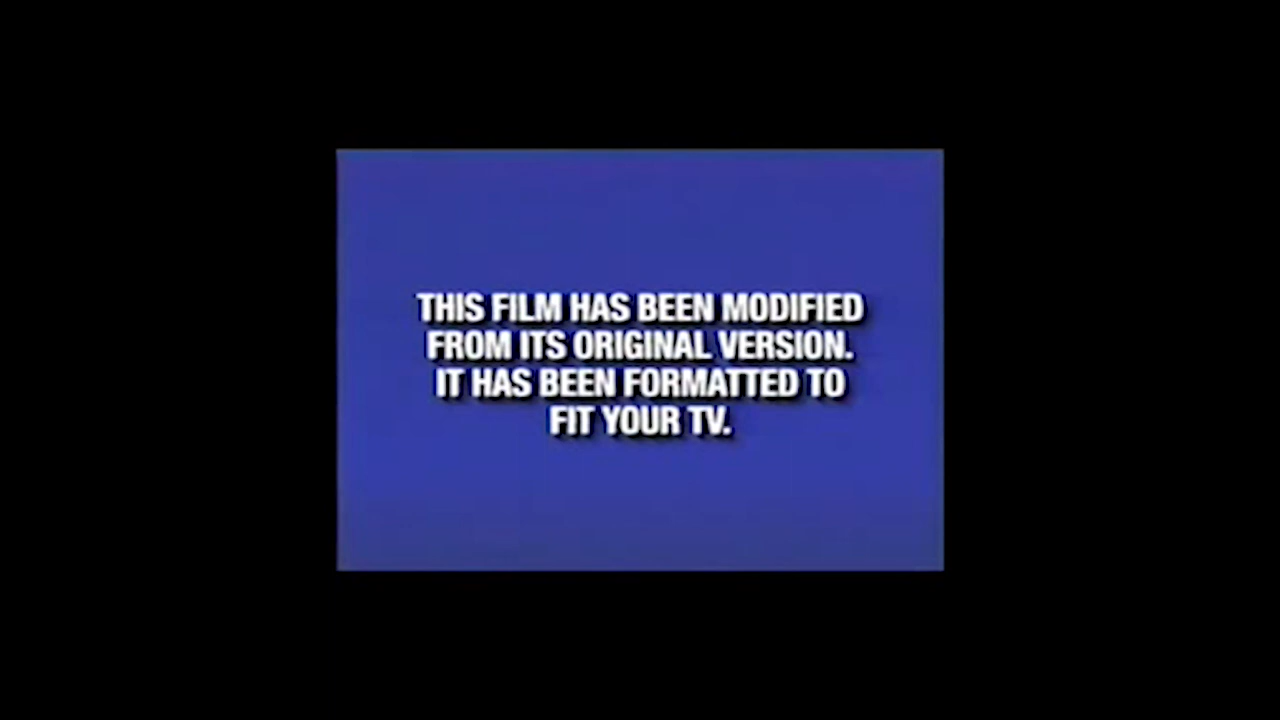 THIS FILM HAS BEEN MODIFIED
FROM ITS ORIGINAL VERSION.
IT HAS BEEN FORMATTED TO
FIT YOUR TV.